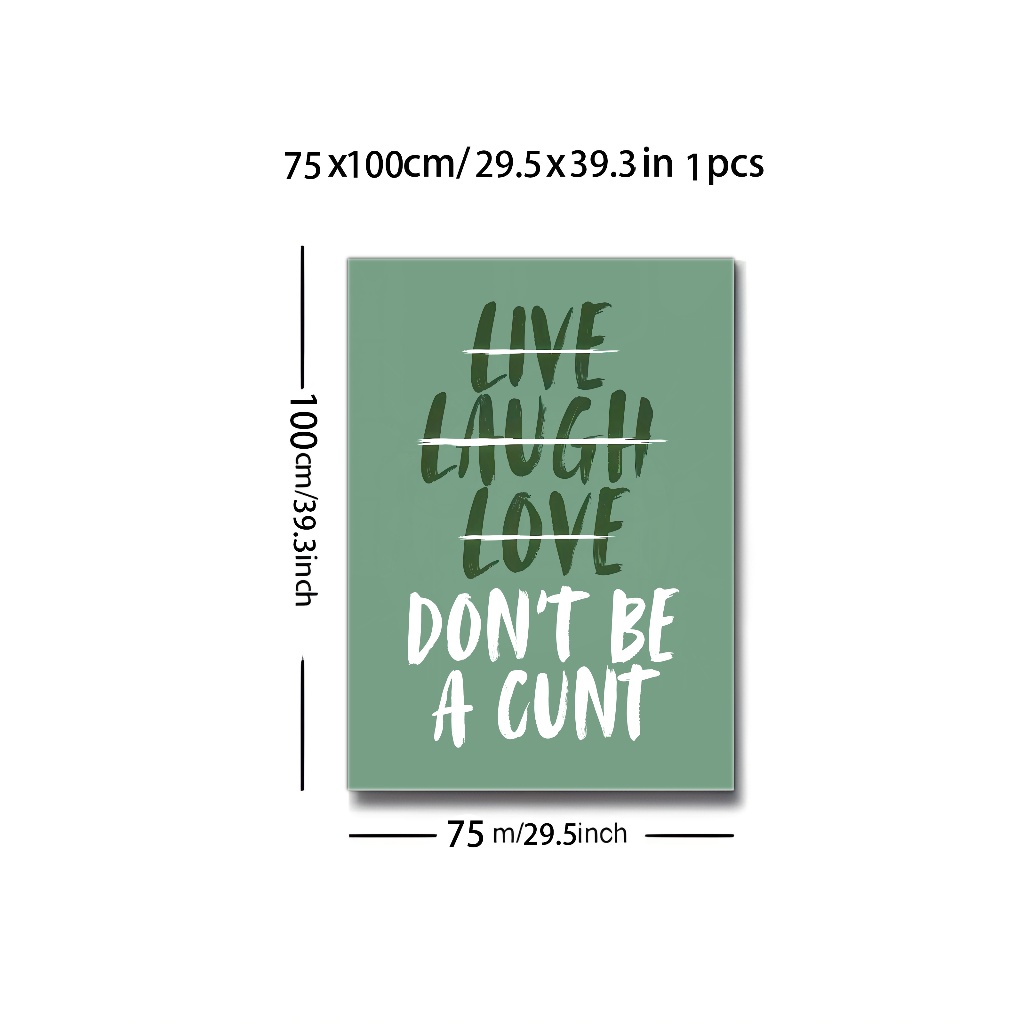 75x100cm/29.5x39.3in 1pcs
LIVE
LAUGH
LOVE
DON'T BE
A CUNT
100cm/39.3inch
75 m/29.5inch